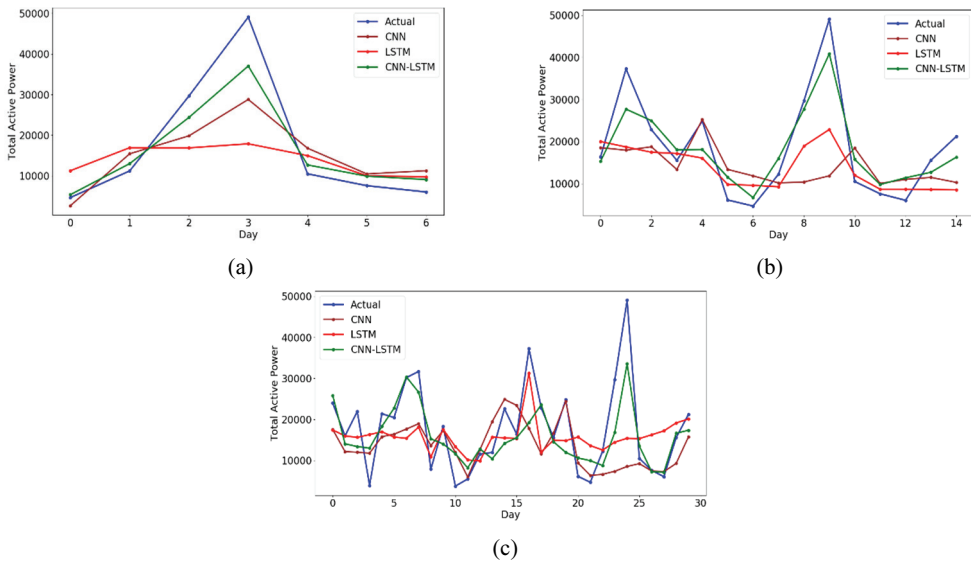 50000
40000
30000
20000
10000
Total Active Power
0 1 2 3 4 5 6
Day
Actual
CNN
LSTM
CNN-LSTM
(a)
50000
40000
30000
20000
10000
Total Active Power
0 2 4 6 8 10 12 14
Day
Actual
CNN
LSTM
CNN-LSTM
(b)
50000
40000
30000
20000
10000
Total Active Power
0 5 10 15 20 25 30
Day
Actual
CNN
LSTM
CNN-LSTM
(c)